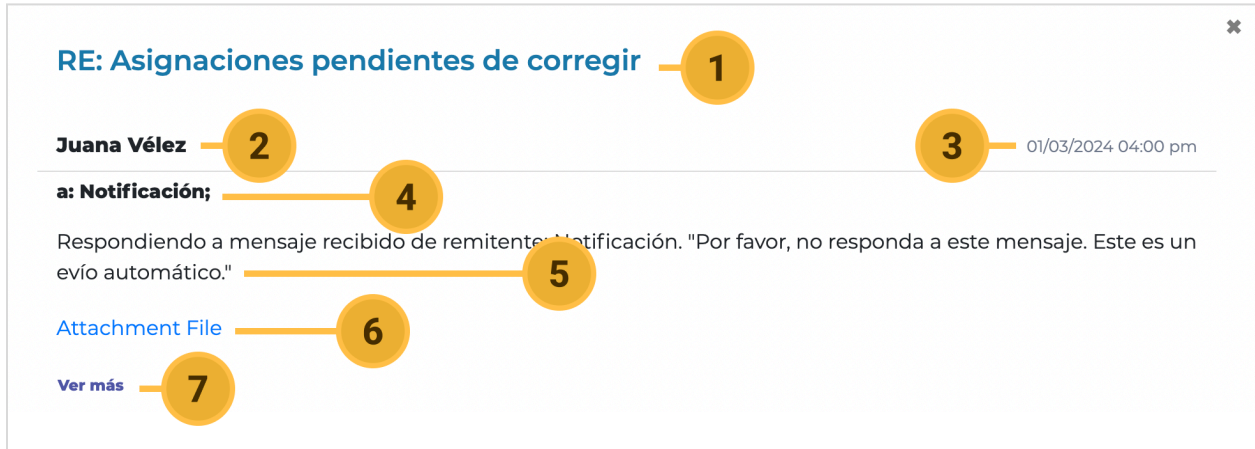 ✖
RE: Asignaciones pendientes de corregir 1
Juana Vélez 2 3 01/03/2024 04:00 pm
a: Notificación; 4
Respondiendo a mensaje recibido de remitente: Notificación. "Por favor, no responda a este mensaje. Este es un
evío automático." 5
Attachment File 6
Ver más 7